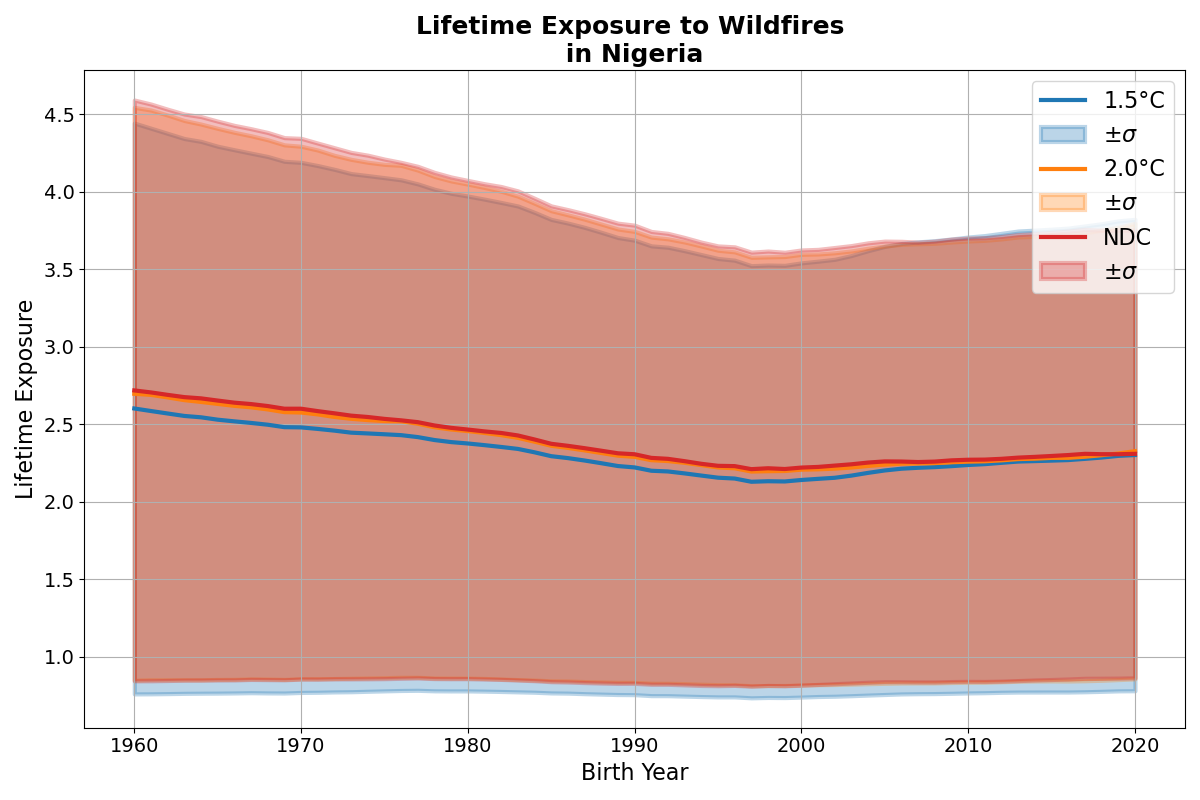 Lifetime Exposure to Wildfires
in Nigeria
Lifetime Exposure
4.5
4.0
3.5
3.0
2.5
2.0
1.5
1.0
1.5°C
±σ
2.0°C
±σ
NDC
±σ
1960
1970
1980
1990
2000
2010
2020
Birth Year